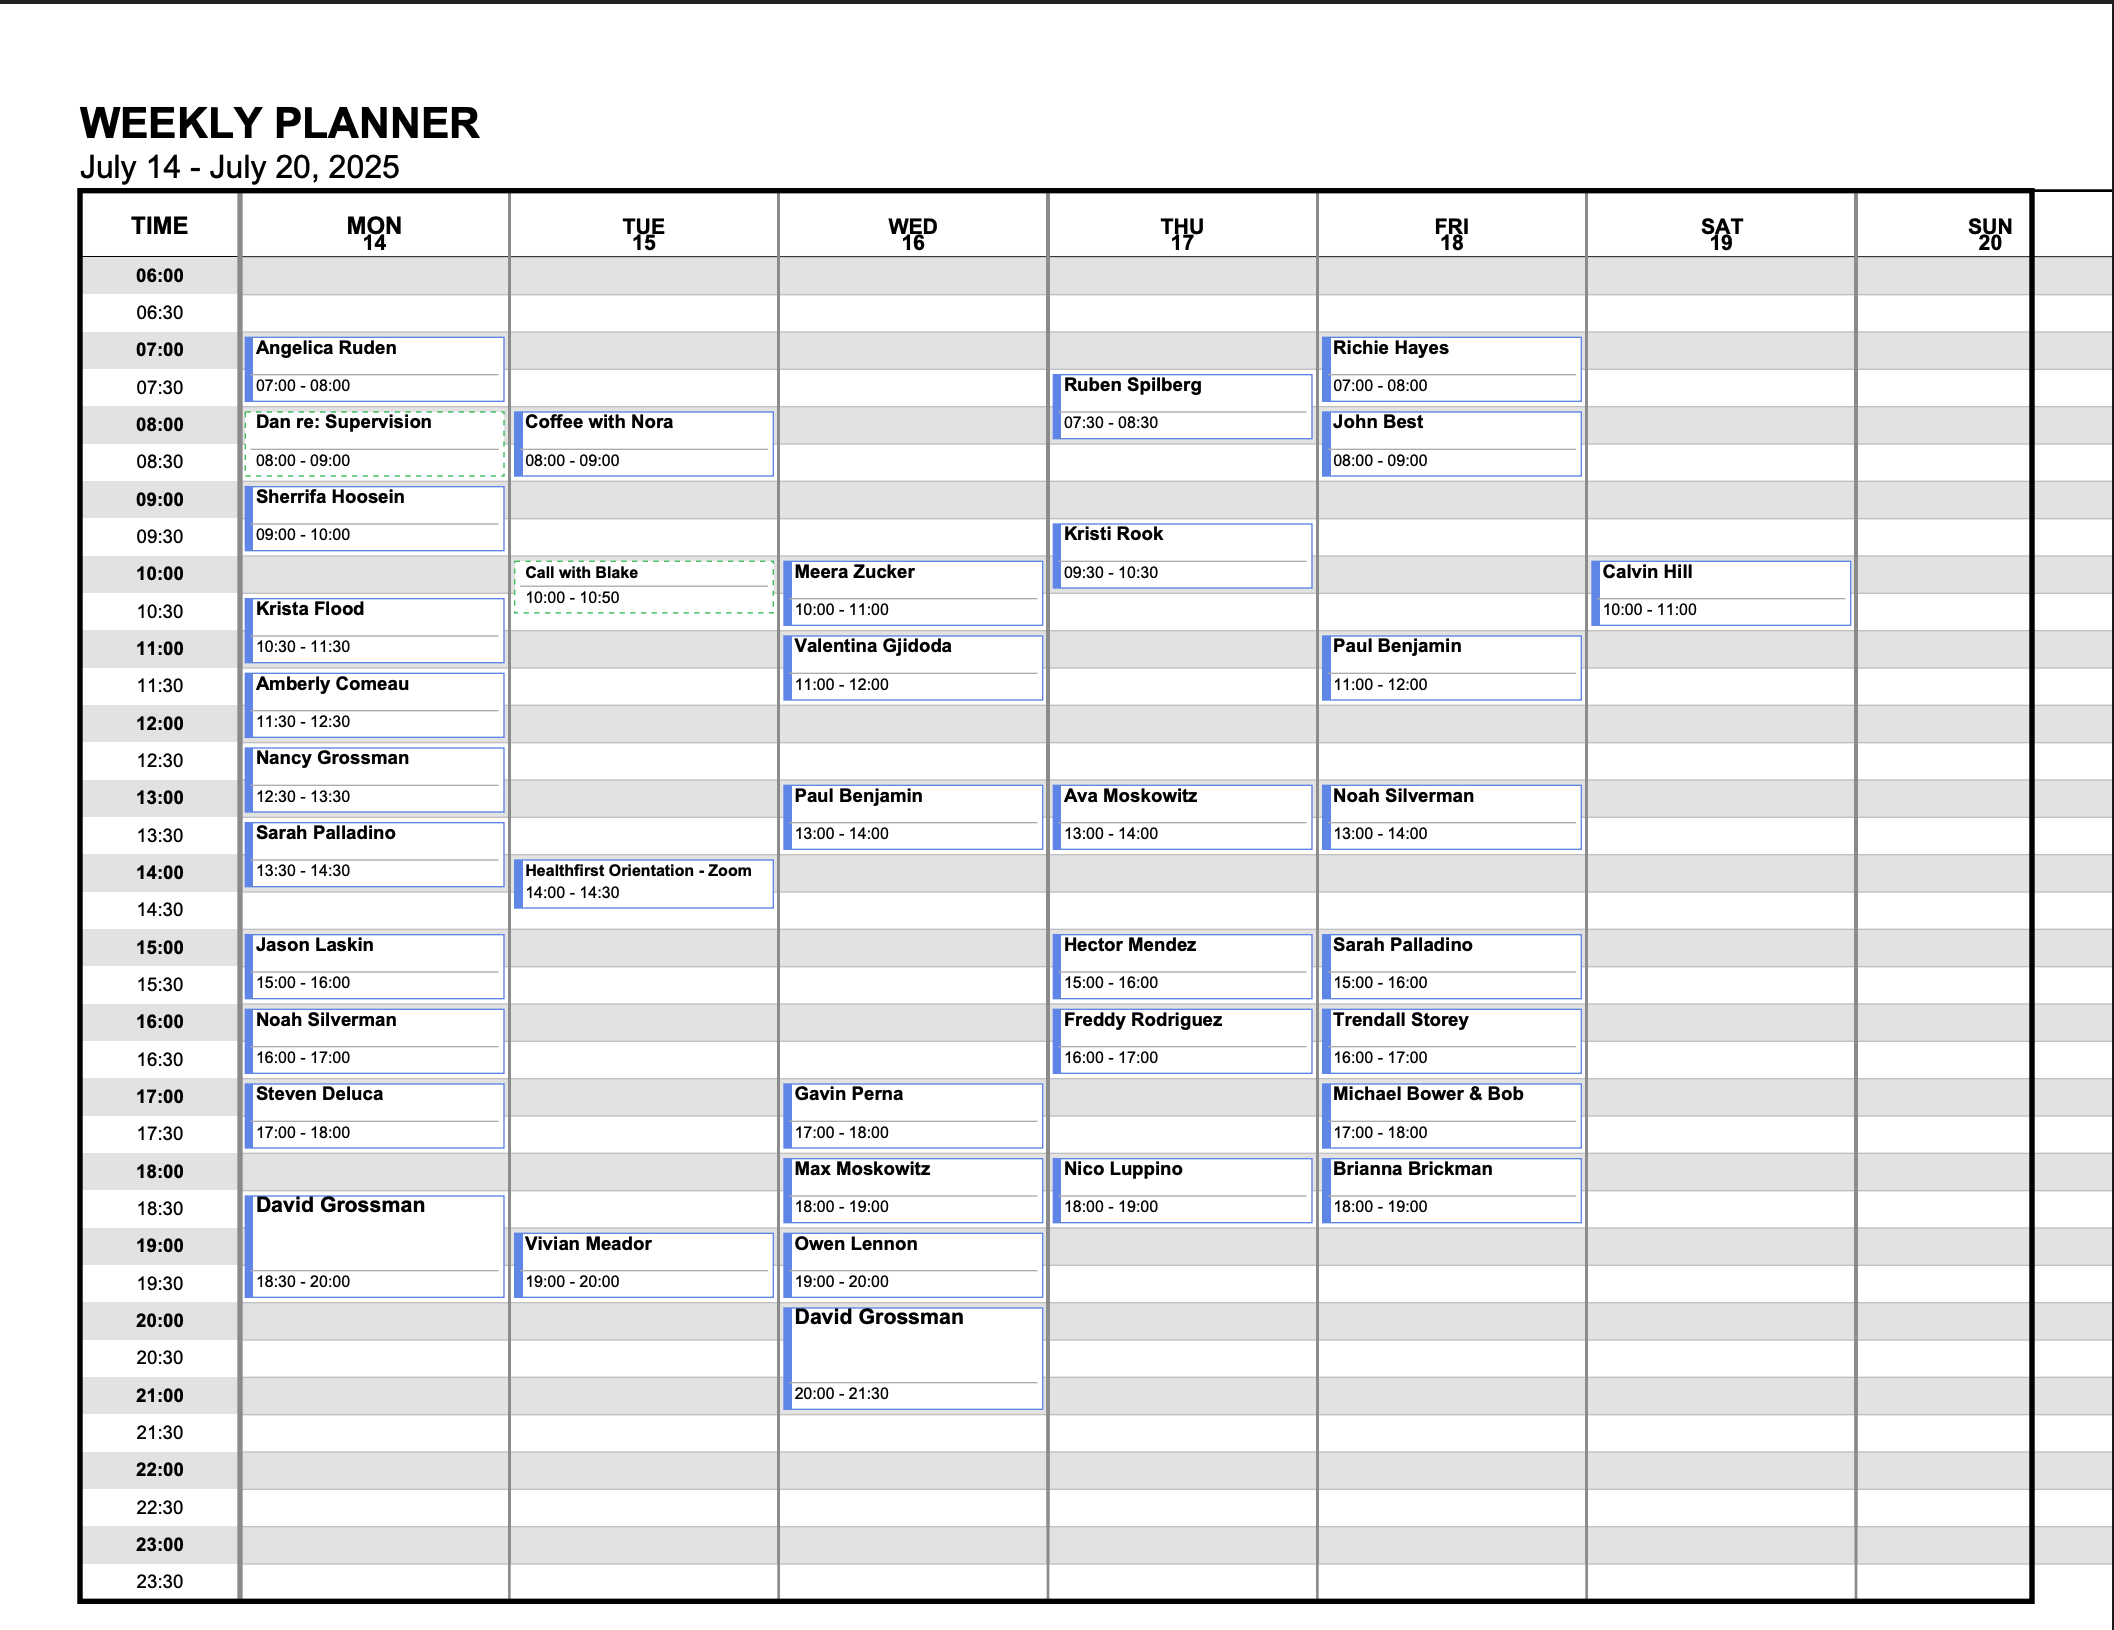 WEEKLY PLANNER
July 14 - July 20, 2025
TIME
MON
14
TUE
15
WED
16
THU
17
FRI
18
SAT
19
SUN
20
06:00
06:30
07:00
07:30
08:00
08:30
09:00
09:30
10:00
10:30
11:00
11:30
12:00
12:30
13:00
13:30
14:00
14:30
15:00
15:30
16:00
16:30
17:00
17:30
18:00
18:30
19:00
19:30
20:00
20:30
21:00
21:30
22:00
22:30
23:00
23:30
Angelica Ruden
07:00 - 08:00
Dan re: Supervision
08:00 - 09:00
Sherrifa Hoosein
09:00 - 10:00
Krista Flood
10:30 - 11:30
Amberly Comeau
11:30 - 12:30
Nancy Grossman
12:30 - 13:30
Sarah Palladino
13:30 - 14:30
Jason Laskin
15:00 - 16:00
Noah Silverman
16:00 - 17:00
Steven Deluca
17:00 - 18:00
David Grossman
18:30 - 20:00
Coffee with Nora
08:00 - 09:00
Call with Blake
10:00 - 10:50
Healthfirst Orientation - Zoom
14:00 - 14:30
Vivian Meador
19:00 - 20:00
Meera Zucker
10:00 - 11:00
Valentina Gjidoda
11:00 - 12:00
Paul Benjamin
13:00 - 14:00
Gavin Perna
17:00 - 18:00
Max Moskowitz
18:00 - 19:00
Owen Lennon
19:00 - 20:00
David Grossman
20:00 - 21:30
Ruben Spilberg
07:30 - 08:30
Kristi Rook
09:30 - 10:30
Ava Moskowitz
13:00 - 14:00
Hector Mendez
15:00 - 16:00
Freddy Rodriguez
16:00 - 17:00
Nico Luppino
18:00 - 19:00
Richie Hayes
07:00 - 08:00
John Best
08:00 - 09:00
Paul Benjamin
11:00 - 12:00
Noah Silverman
13:00 - 14:00
Sarah Palladino
15:00 - 16:00
Trendall Storey
16:00 - 17:00
Michael Bower & Bob
17:00 - 18:00
Brianna Brickman
18:00 - 19:00
Calvin Hill
10:00 - 11:00